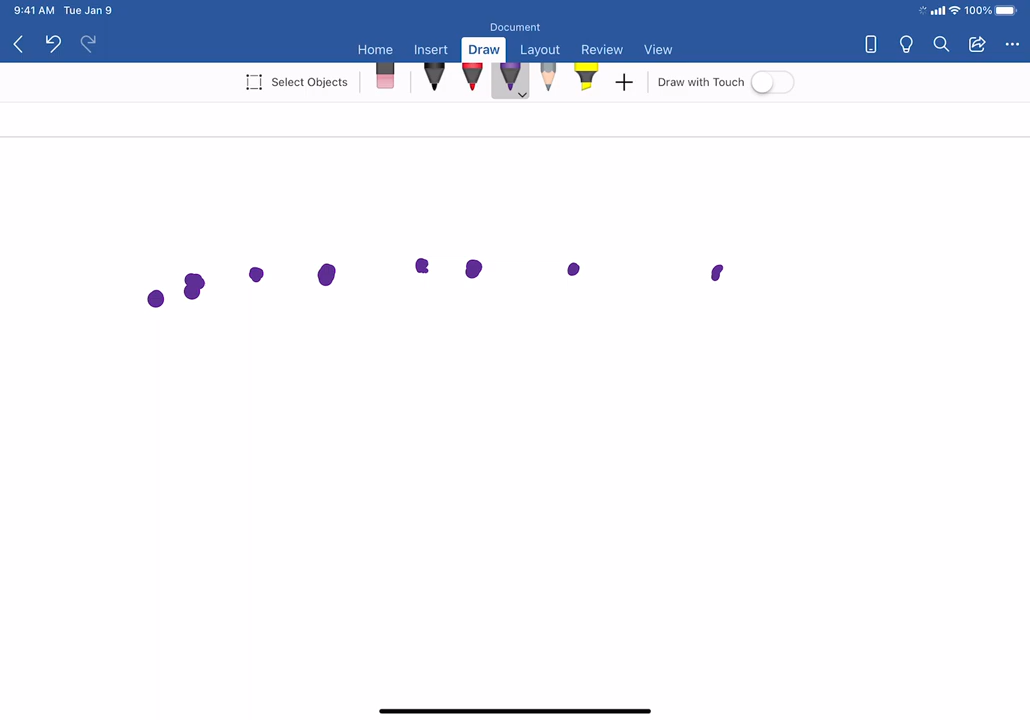 9:41 AM Tue Jan 9
100%
Document
Home Insert Draw Layout Review View
Select Objects
Draw with Touch